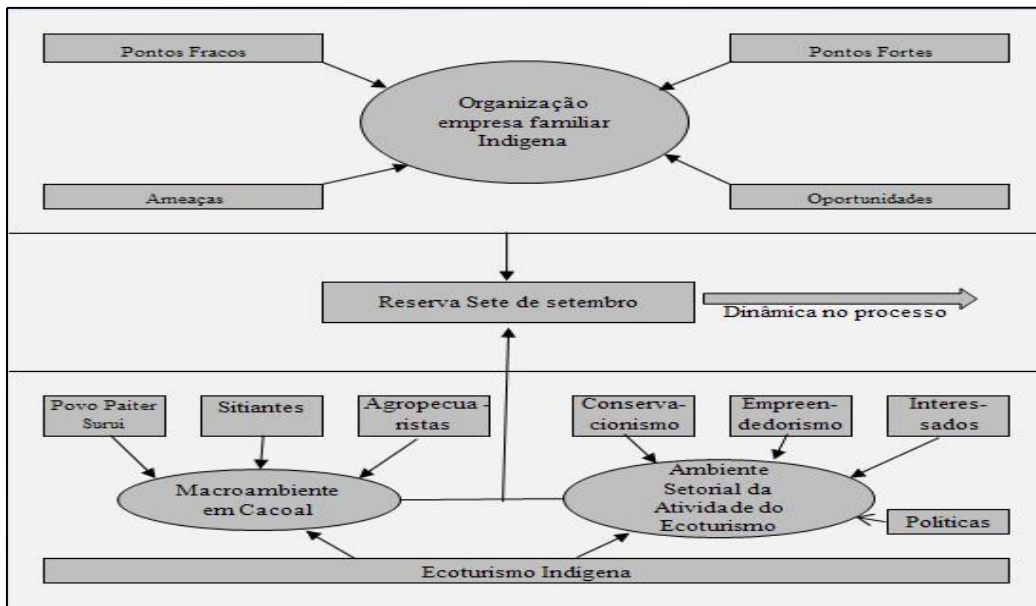 Pontos Fracos
Pontos Fortes
Organização
empresa familiar
Indígena
Ameaças
Oportunidades
Reserva Sete de setembro
Dinâmica no processo
Povo Paiter
Suruí
Sitiantes
Agropecua -
ristas
Conserva-
cionismo
Empreen-
dedorismo
Interes-
sados
Macroambiente
em Cacoal
Ambiente
Setorial da
Atividade do
Ecoturismo
Políticas
Ecoturismo Indígena